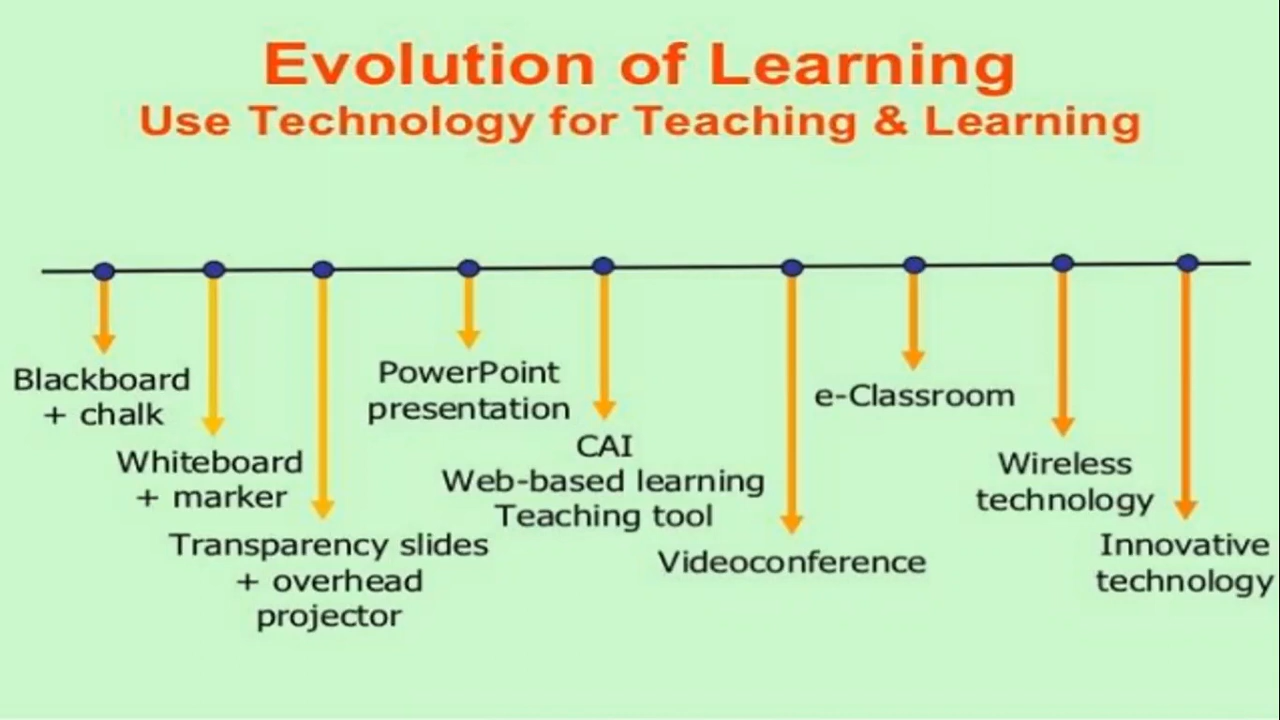 Evolution of Learning
Use Technology for Teaching & Learning
Blackboard
+ chalk
Whiteboard
+ marker
Transparency slides
+ overhead
projector
PowerPoint
presentation
CAI
Web-based learning
Teaching tool
Videoconference
e-Classroom
Wireless
technology
Innovative
technology